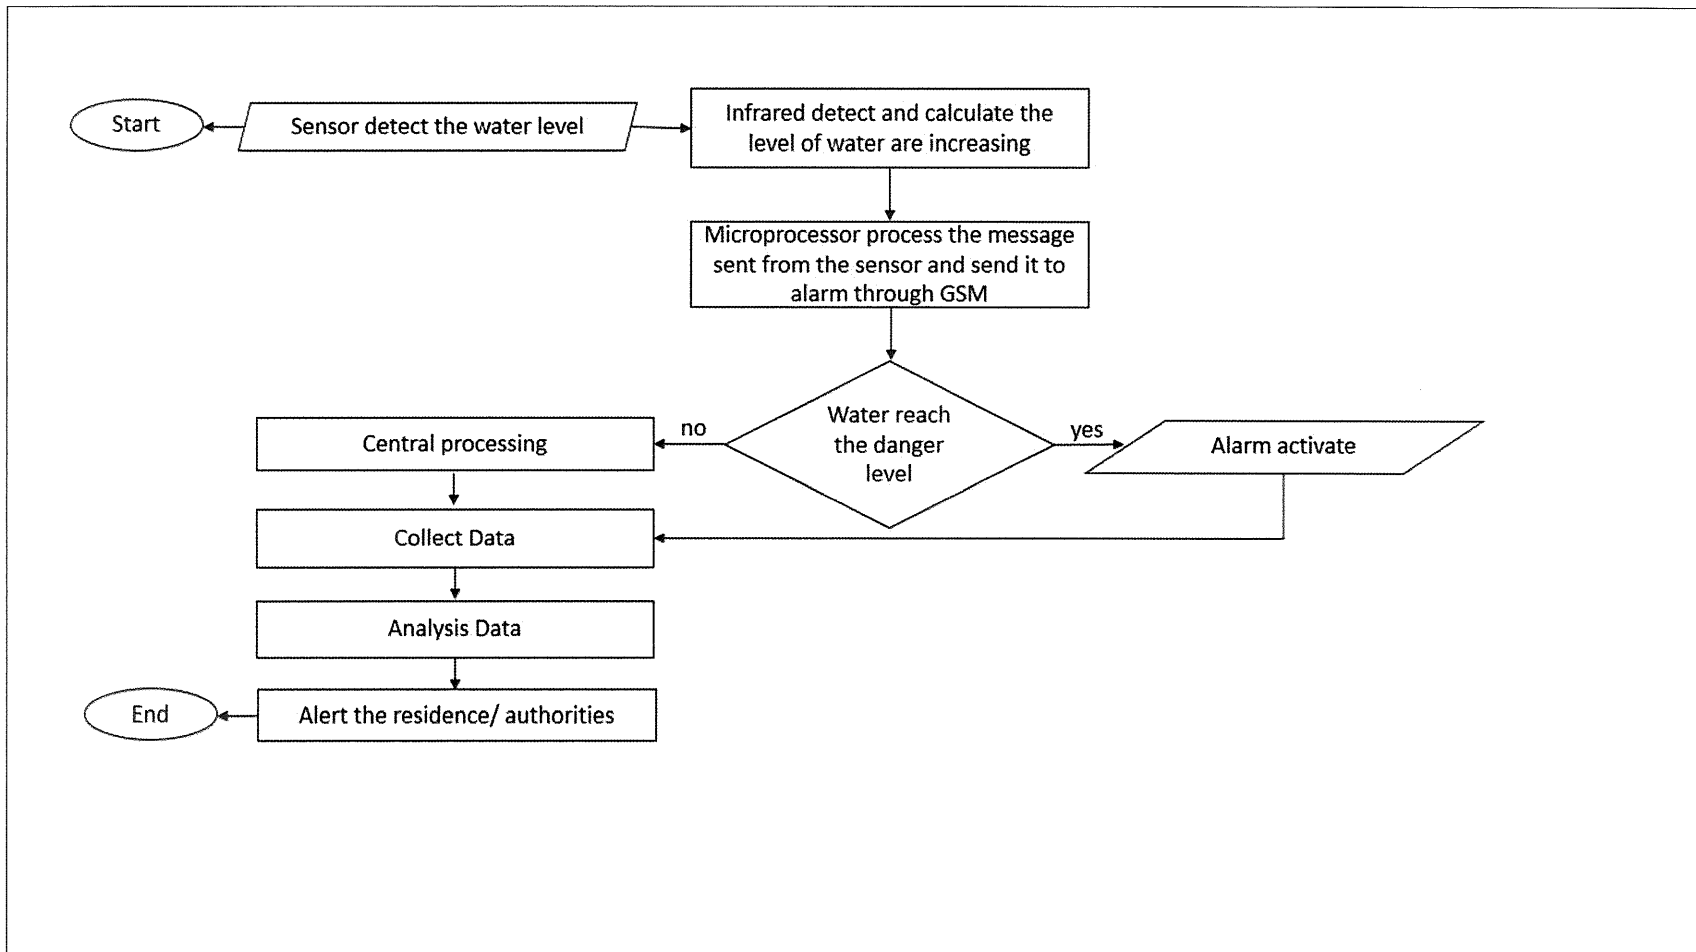 Start
Sensor detect the water level
Infrared detect and calculate the
level of water are increasing
Microprocessor process the message
sent from the sensor and send it to
alarm through GSM
Water reach
the danger
level
no
yes
Central processing
Alarm activate
Collect Data
Analysis Data
Alert the residence/ authorities
End